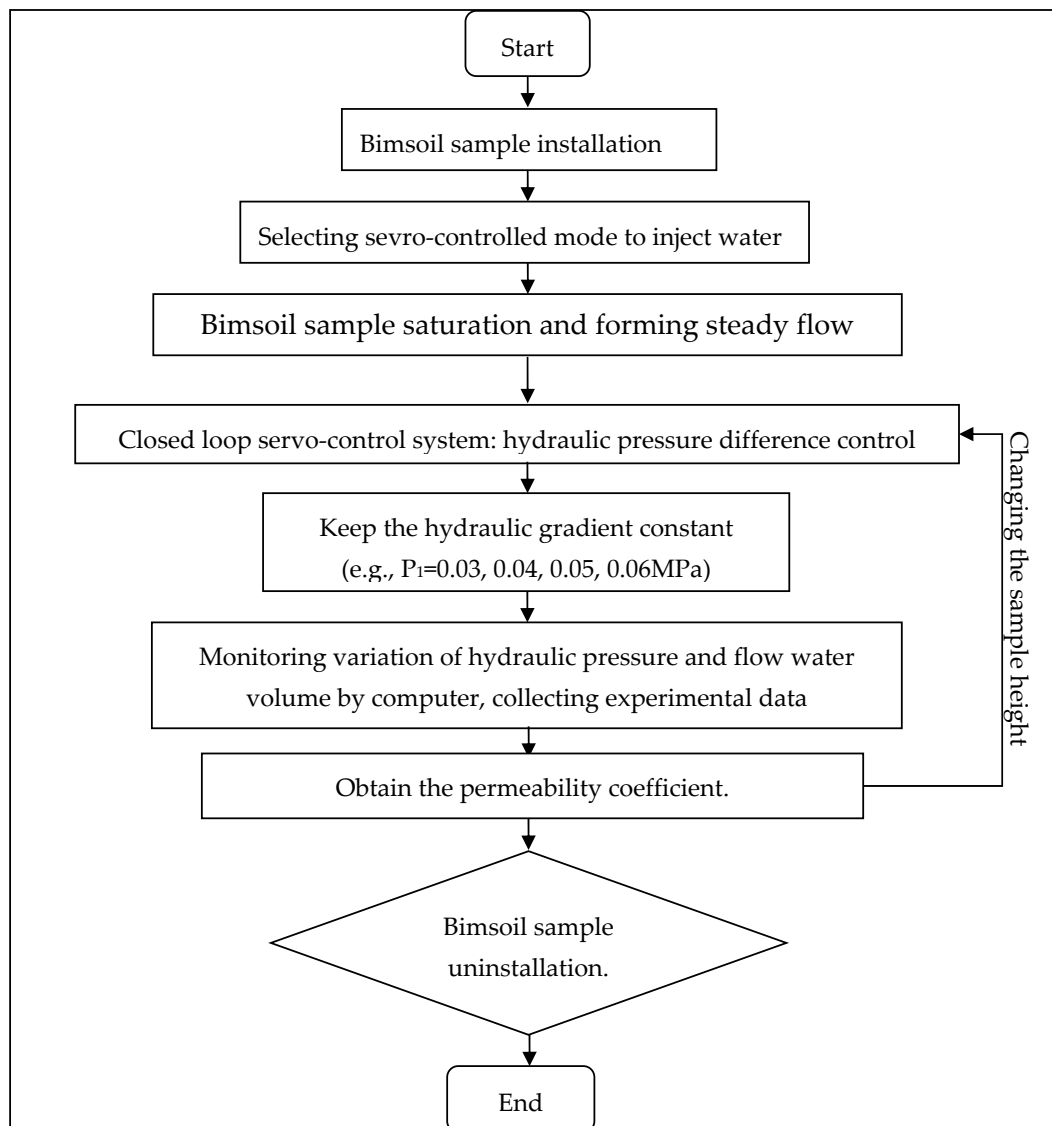 Start
Bimsoil sample installation
Selecting sevro-controlled mode to inject water
Bimsoil sample saturation and forming steady flow
Closed loop servo-control system: hydraulic pressure difference control
Changing the sample height
Keep the hydraulic gradient constant
(e.g., P₁=0.03, 0.04, 0.05, 0.06MPa)
Monitoring variation of hydraulic pressure and flow water
volume by computer, collecting experimental data
Obtain the permeability coefficient.
Bimsoil sample
uninstallation.
End